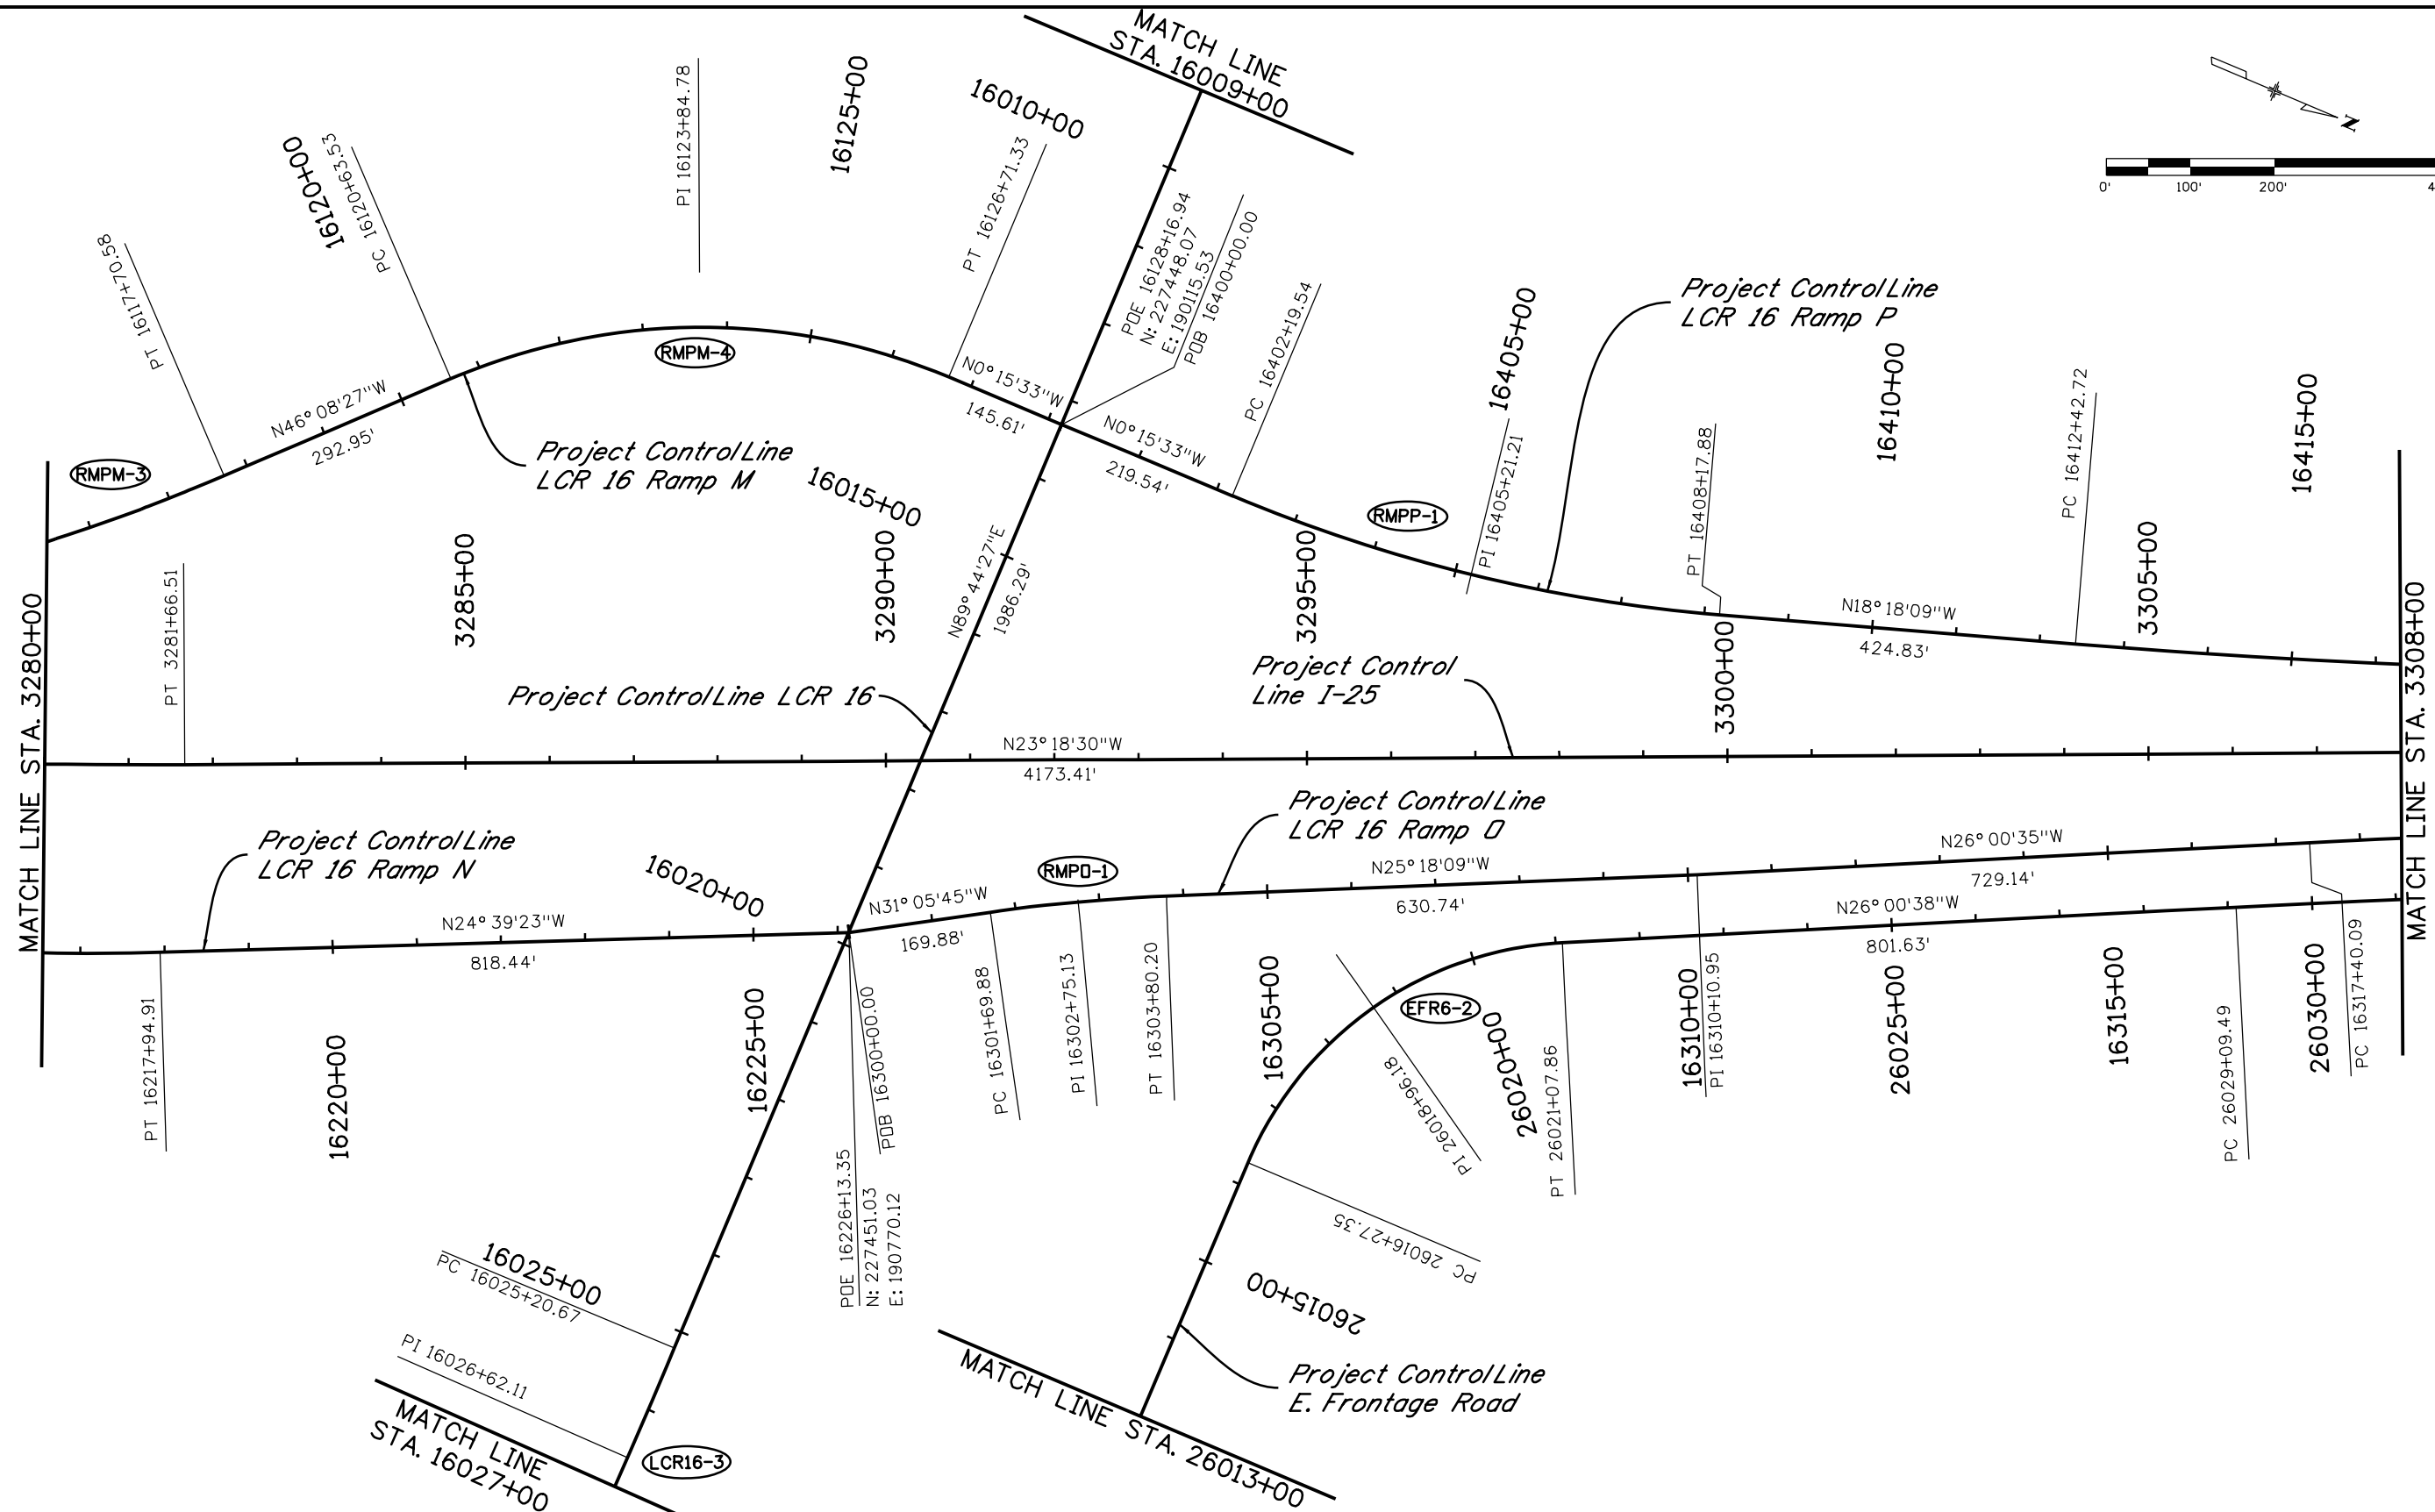 MATCH LINE
STA. 16009+00
N
0'
100'
200'
PI 16123+84.78
16125+00
16010+00
PT 16126+71.33
16120+00
PC 16120+63.53
PT 16117+70.58
POE 16128+16.94
N: 227448.07
E: 190115.53
POB 16400+00.00
PC 16402+19.54
16405+00
PI 16405+21.21
Project Control Line
LCR 16 Ramp P
16410+00
PT 16408+17.88
PC 16412+42.72
16415+00
RMPM-4
N46°08'27"W
292.95'
RMPM-3
Project Control Line
LCR 16 Ramp M
N0°15'33"W
145.61'
N0°15'33"W
219.54'
RMPP-1
16015+00
N89°44'27"E
1986.29'
N18°18'09"W
424.83'
MATCH LINE STA. 3280+00
PT 3281+66.51
3285+00
3290+00
3295+00
3300+00
3305+00
MATCH LINE STA. 3308+00
Project Control Line LCR 16
Project Control
Line I-25
N23°18'30"W
4173.41'
Project Control Line
LCR 16 Ramp N
Project Control Line
LCR 16 Ramp O
16020+00
RMPO-1
N24°39'23"W
818.44'
N31°05'45"W
169.88'
N25°18'09"W
630.74'
N26°00'35"W
729.14'
N26°00'38"W
801.63'
PT 16217+94.91
16220+00
16225+00
POE 16226+13.35
N: 227451.03
E: 190770.12
POB 16300+00.00
PC 16301+69.88
PI 16302+75.13
PT 16303+80.20
16305+00
EFR6-2
PI 26018+96.18
26020+00
PT 26021+07.86
16310+00
PI 16310+10.95
26025+00
16315+00
PC 26029+09.49
26030+00
PC 16317+40.09
PC 26016+27.35
26015+00
16025+00
PC 16025+20.67
PI 16026+62.11
MATCH LINE
STA. 16027+00
LCR16-3
MATCH LINE STA. 26013+00
Project Control Line
E. Frontage Road